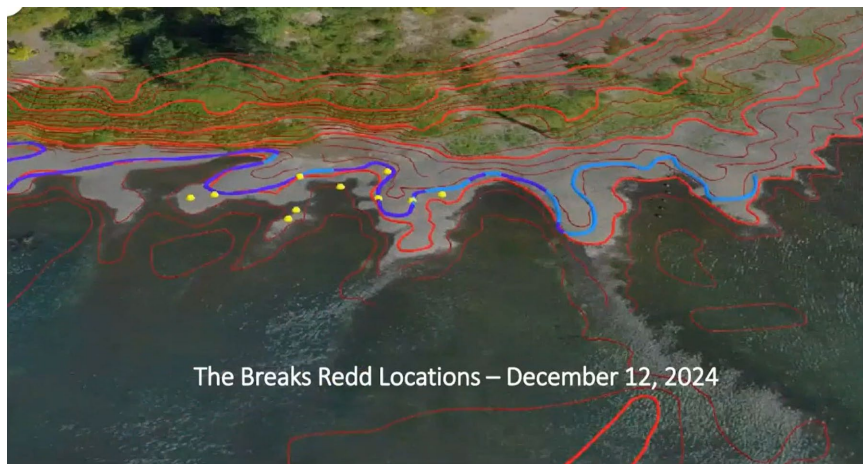 The Breaks Redd Locations – December 12, 2024